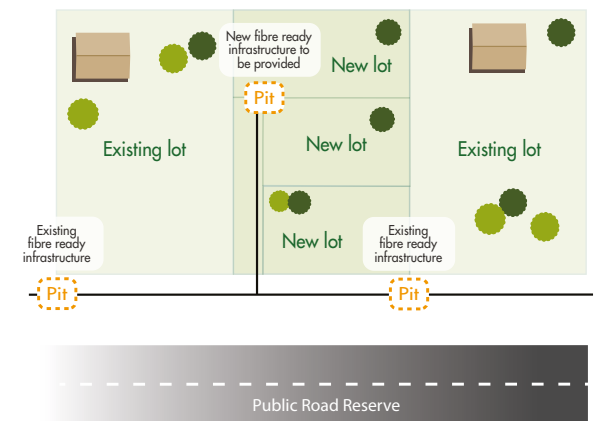 New fibre ready
infrastructure to
be provided
New lot
Pit
Existing lot
New lot
Existing lot
Existing
fibre ready
infrastructure
New lot
Existing
fibre ready
infrastructure
Pit
Pit
Public Road Reserve